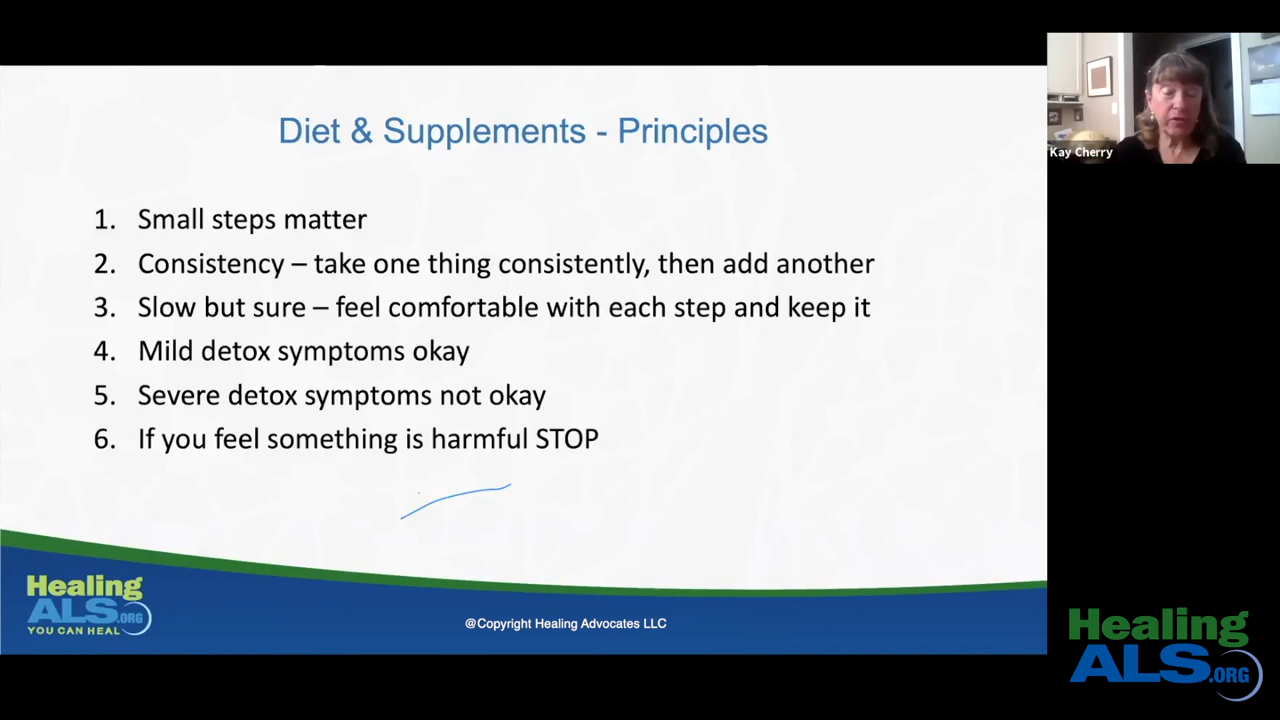 Diet & Supplements - Principles
1. Small steps matter
2. Consistency – take one thing consistently, then add another
3. Slow but sure – feel comfortable with each step and keep it
4. Mild detox symptoms okay
5. Severe detox symptoms not okay
6. If you feel something is harmful STOP
Kay Cherry
Healing
ALS.ORG
YOU CAN HEAL
@Copyright Healing Advocates LLC
Healing
ALS.ORG